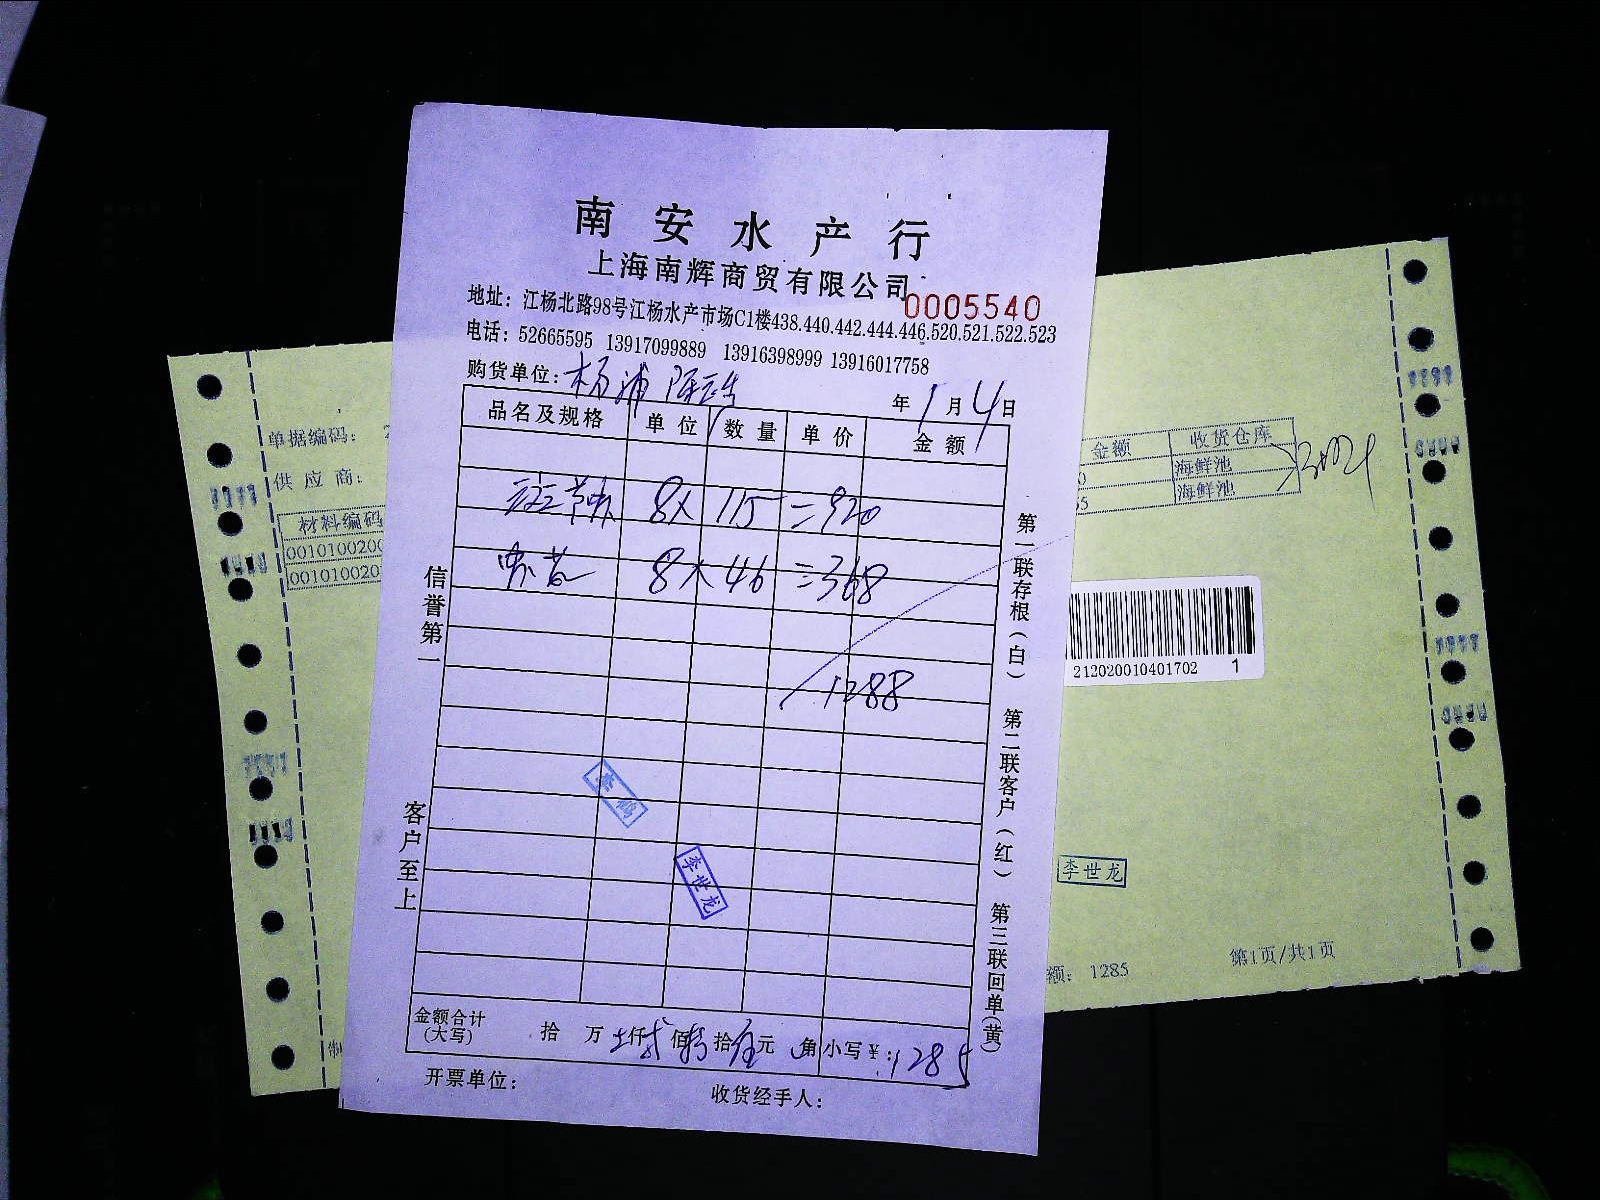 南安水产行
上海南辉商贸有限公司
0005540
地址：江杨北路98号江杨水产市场C1楼438.440.442.444.446.520.521.522.523
电话：52665595 13917099889 13916398999 13916017758
购货单位：杨浦
年1月4日
品名及规格 单位 数量 单价 金额
8× 115 =920
8× 46 =368
1288
信誉第一
客户至上
第一联存根（白） 第二联客户（红） 第三联回单（黄）
李世龙
金额合计（大写） 拾 万 仟 佰 拾 元 角 小写￥：1285
开票单位：
收货经手人：
单据编码：
供应商：
材料编码
0010100200
001010020
金额 收货仓库
海鲜池
海鲜池
212020010401702 1
李世龙
额：1285
第1页/共1页